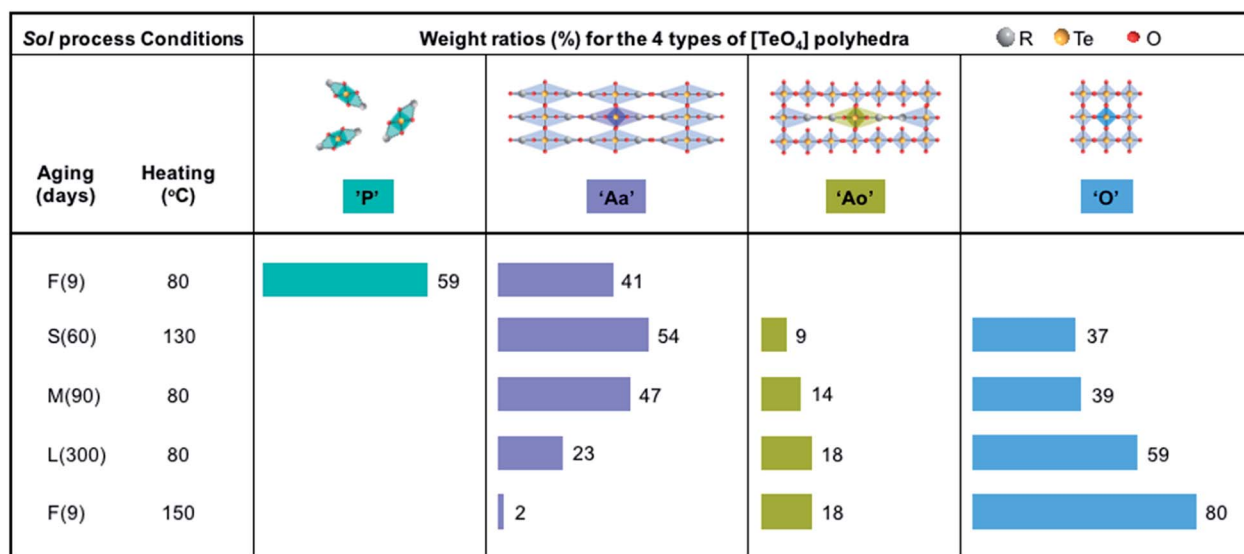 Sol process Conditions Weight ratios (%) for the 4 types of [TeO₄] polyhedra R Te O
Aging (days) Heating (°C) 'P' 'Aa' 'Ao' 'O'
F(9) 80 59 41
S(60) 130 54 9 37
M(90) 80 47 14 39
L(300) 80 23 18 59
F(9) 150 2 18 80